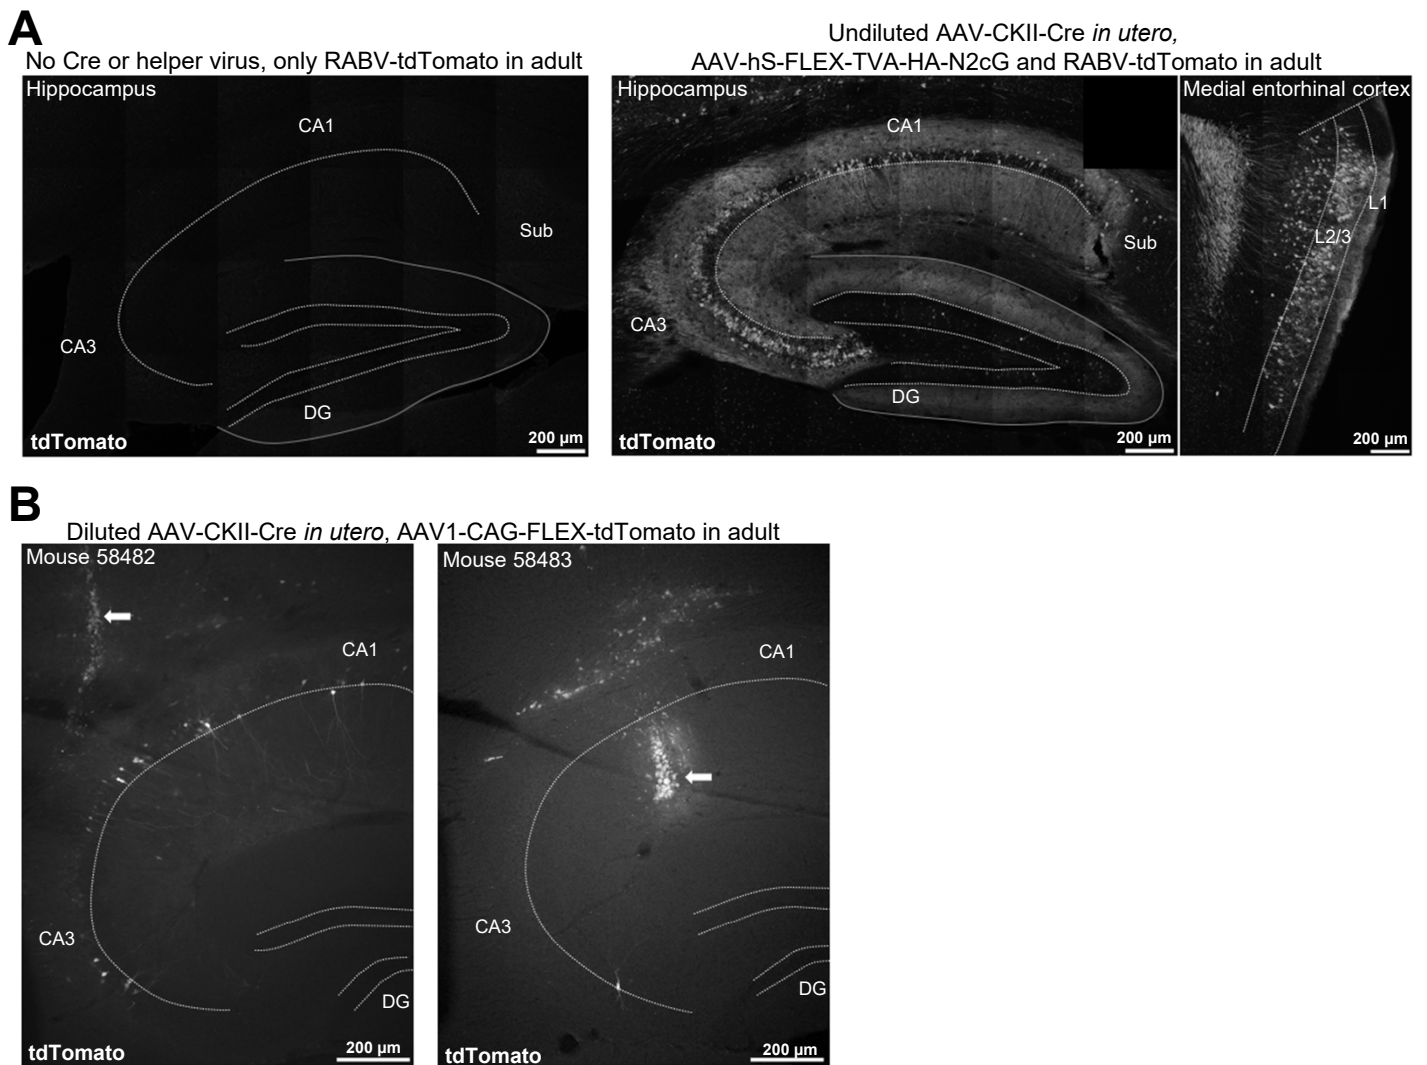 A
No Cre or helper virus, only RABV-tdTomato in adult
Undiluted AAV-CKII-Cre in utero,
AAV-hS-FLEX-TVA-HA-N2cG and RABV-tdTomato in adult
Hippocampus
CA1
Sub
CA3
DG
tdTomato
200 µm
Hippocampus
CA1
Sub
CA3
DG
tdTomato
200 µm
Medial entorhinal cortex
L1
L2/3
200 µm
B
Diluted AAV-CKII-Cre in utero, AAV1-CAG-FLEX-tdTomato in adult
Mouse 58482
CA1
CA3
DG
tdTomato
200 µm
Mouse 58483
CA1
CA3
DG
tdTomato
200 µm